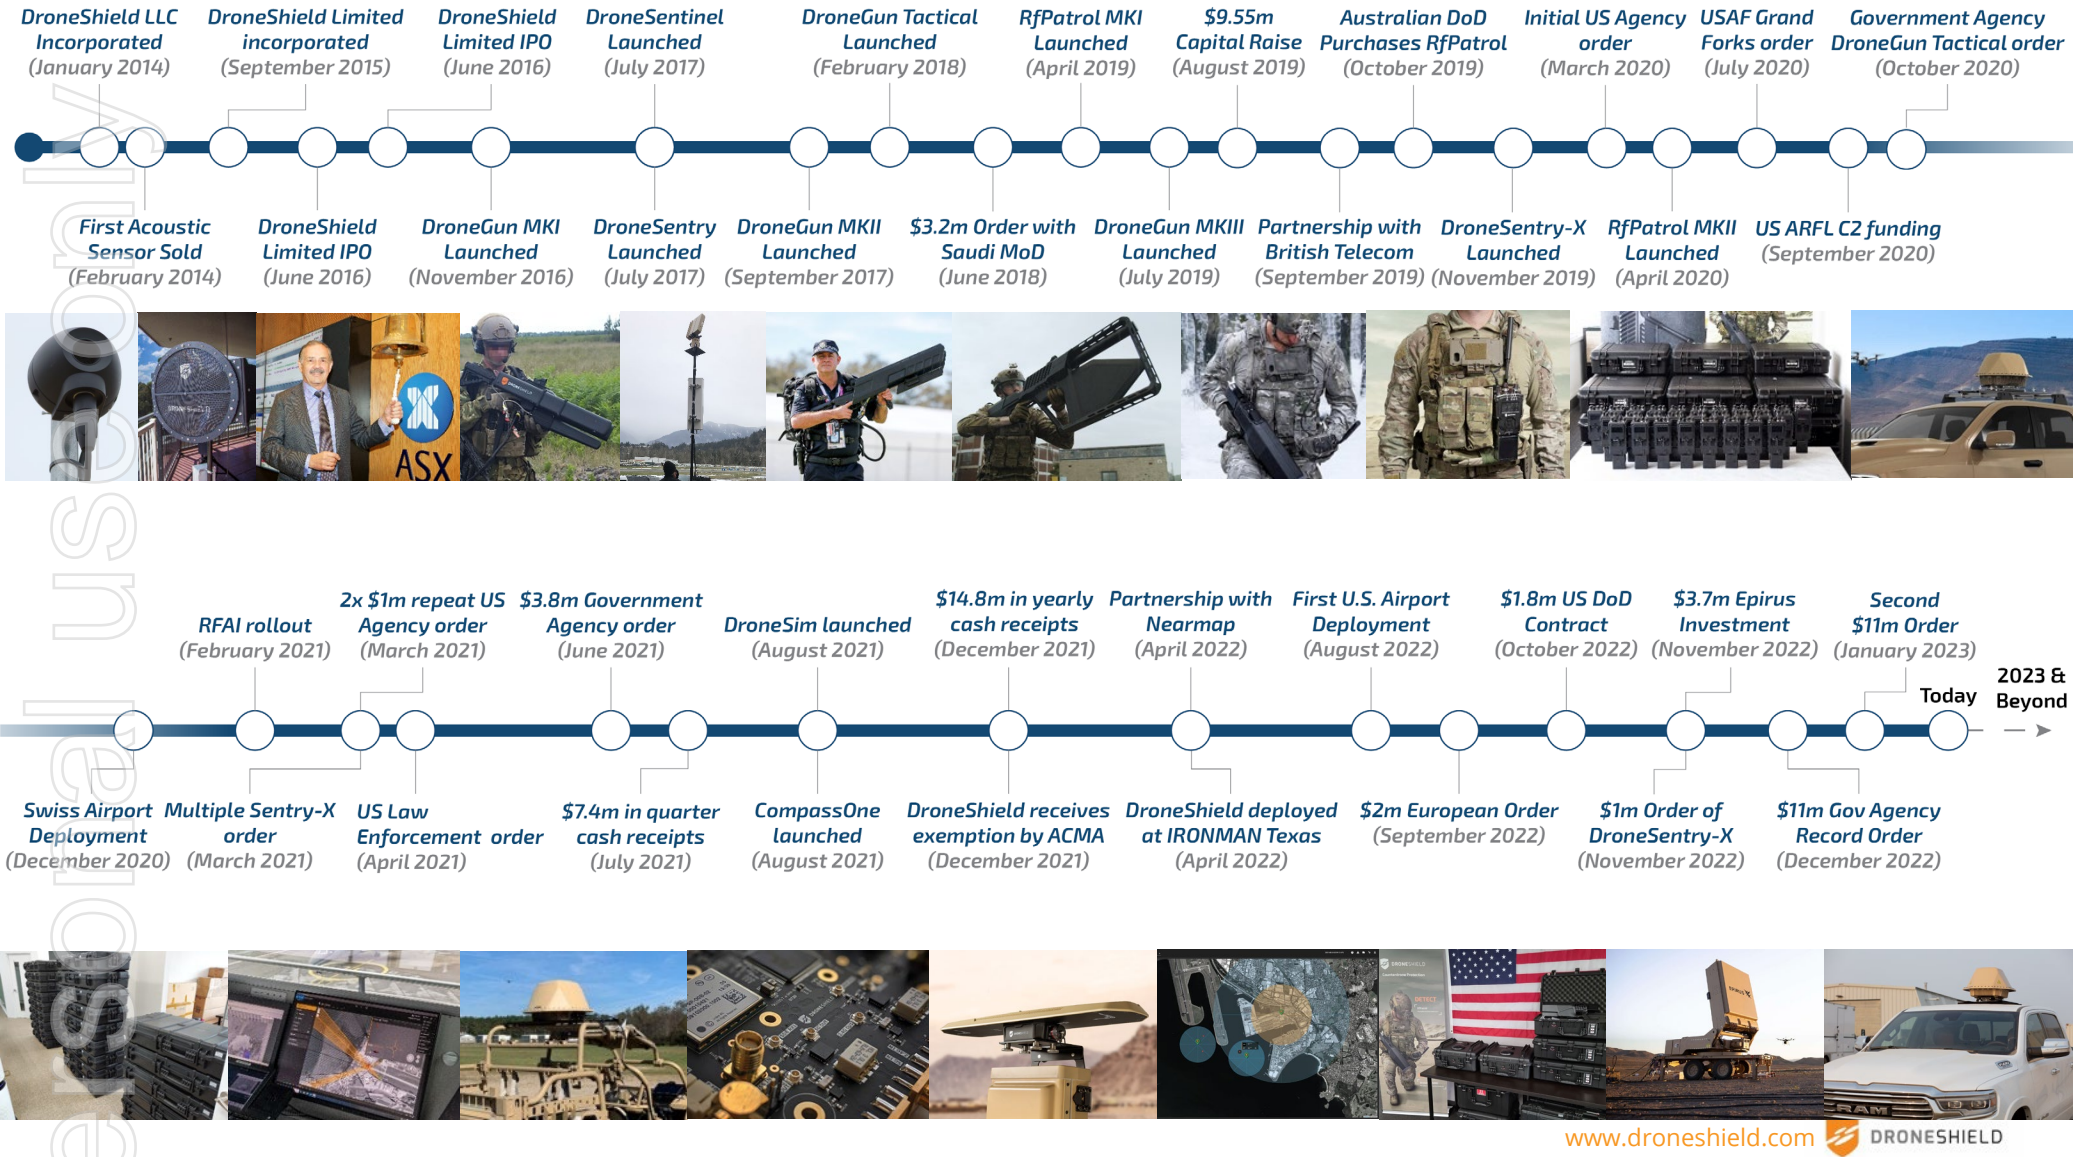 DroneShield LLC
Incorporated
(January 2014)
DroneShield Limited
incorporated
(September 2015)
DroneShield
Limited IPO
(June 2016)
DroneSentinel
Launched
(July 2017)
DroneGun Tactical
Launched
(February 2018)
RfPatrol MKI
Launched
(April 2019)
$9.55m
Capital Raise
(August 2019)
Australian DoD
Purchases RfPatrol
(October 2019)
Initial US Agency
order
(March 2020)
USAF Grand
Forks order
(July 2020)
Government Agency
DroneGun Tactical order
(October 2020)
First Acoustic
Sensor Sold
(February 2014)
DroneShield
Limited IPO
(June 2016)
DroneGun MKI
Launched
(November 2016)
DroneSentry
Launched
(July 2017)
DroneGun MKII
Launched
(September 2017)
$3.2m Order with
Saudi MoD
(June 2018)
DroneGun MKIII
Launched
(July 2019)
Partnership with
British Telecom
(September 2019)
DroneSentry-X
Launched
(November 2019)
RfPatrol MKII
Launched
(April 2020)
US ARFL C2 funding
(September 2020)
ASX
RFAI rollout
(February 2021)
2x $1m repeat US
Agency order
(March 2021)
$3.8m Government
Agency order
(June 2021)
DroneSim launched
(August 2021)
$14.8m in yearly
cash receipts
(December 2021)
Partnership with
Nearmap
(April 2022)
First U.S. Airport
Deployment
(August 2022)
$1.8m US DoD
Contract
(October 2022)
$3.7m Epirus
Investment
(November 2022)
Second
$11m Order
(January 2023)
Today
2023 &
Beyond
Swiss Airport
Deployment
(December 2020)
Multiple Sentry-X
order
(March 2021)
US Law
Enforcement order
(April 2021)
$7.4m in quarter
cash receipts
(July 2021)
CompassOne
launched
(August 2021)
DroneShield receives
exemption by ACMA
(December 2021)
DroneShield deployed
at IRONMAN Texas
(April 2022)
$2m European Order
(September 2022)
$1m Order of
DroneSentry-X
(November 2022)
$11m Gov Agency
Record Order
(December 2022)
DRONESHIELD
DETECT
EPIRUS
RAM
www.droneshield.com
DRONESHIELD
ersonal use only